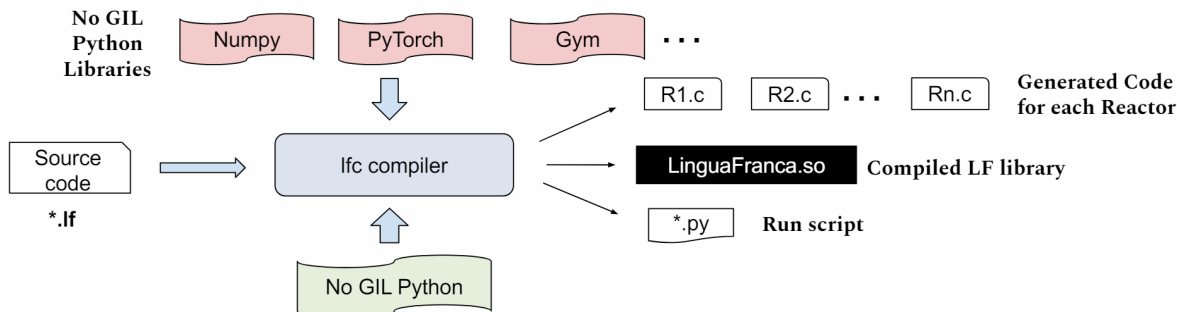 No GIL
Python
Libraries
Numpy
PyTorch
Gym
...
R1.c
R2.c
...
Rn.c
Generated Code
for each Reactor
Source
code
*.lf
lfc compiler
LinguaFranca.so
Compiled LF library
*.py
Run script
No GIL Python